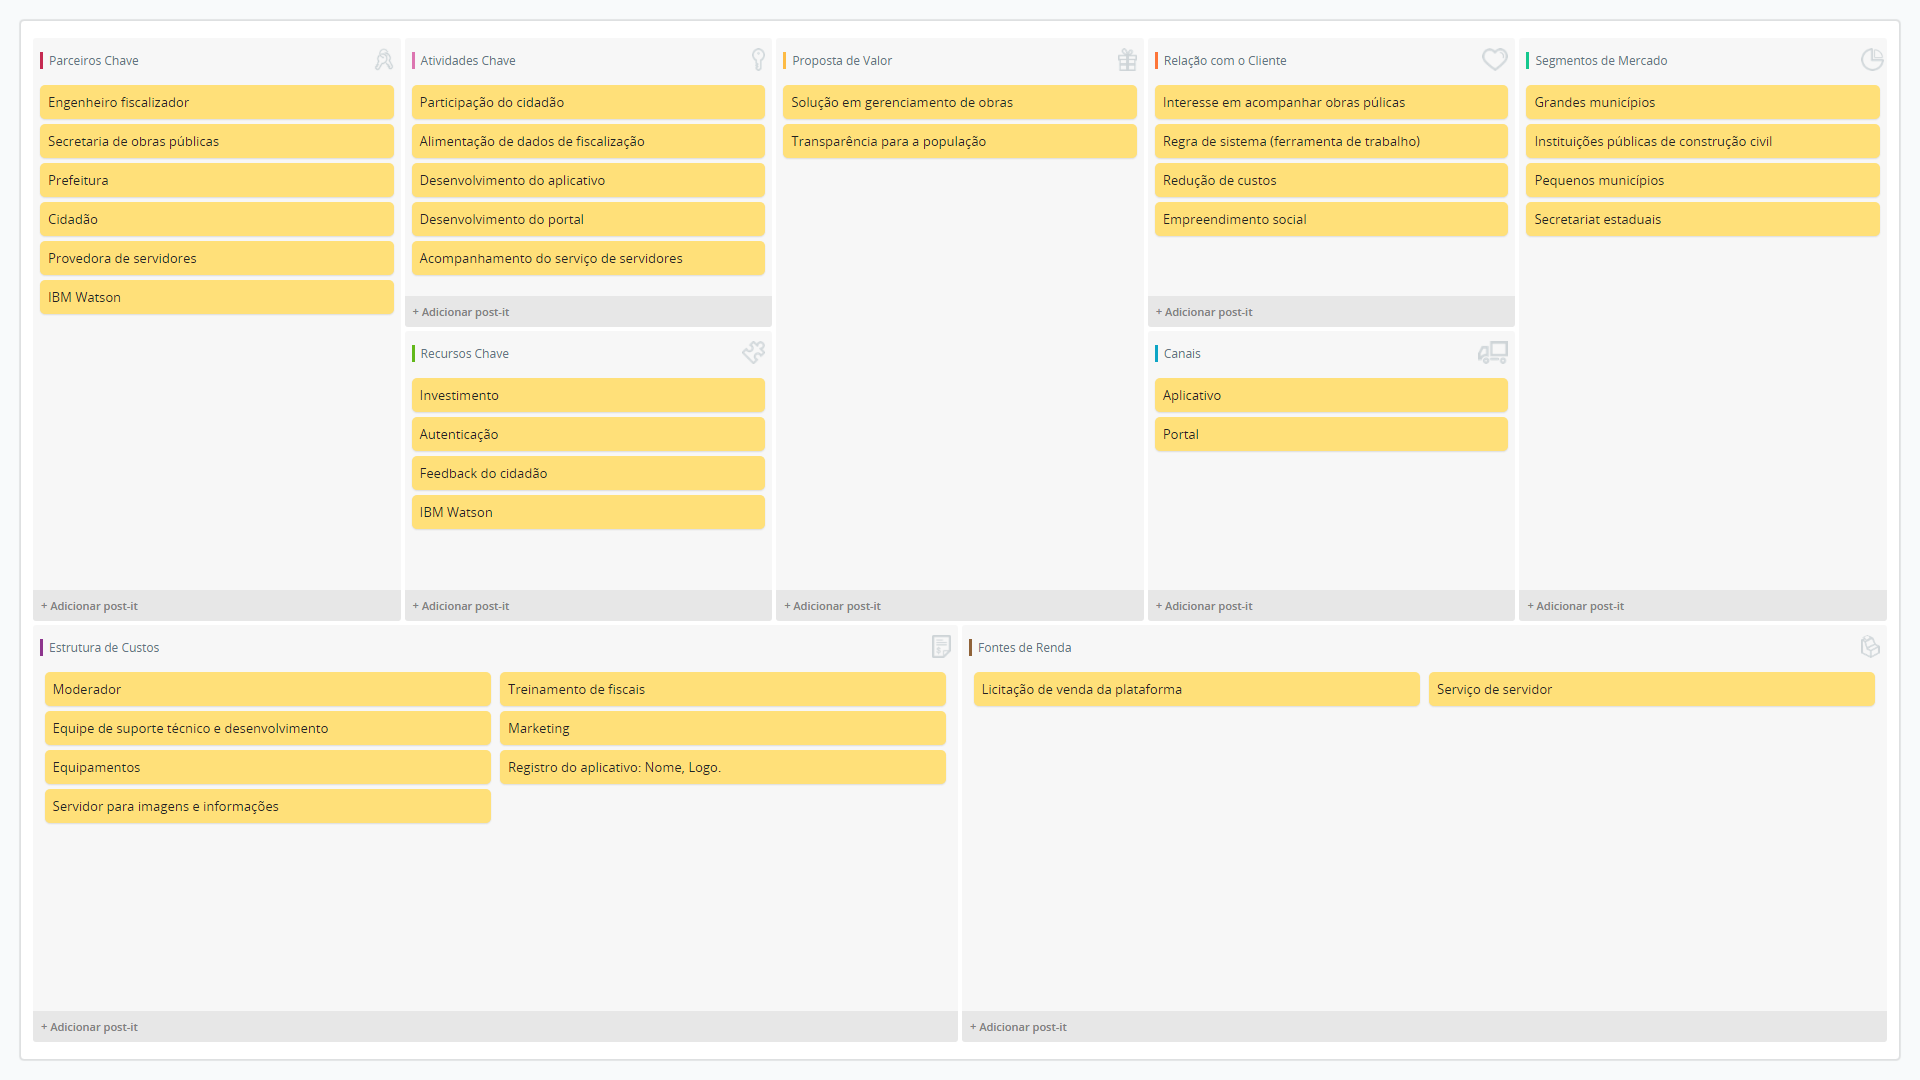 Parceiros Chave
Engenheiro fiscalizador
Secretaria de obras públicas
Prefeitura
Cidadão
Provedora de servidores
IBM Watson
+ Adicionar post-it
Atividades Chave
Participação do cidadão
Alimentação de dados de fiscalização
Desenvolvimento do aplicativo
Desenvolvimento do portal
Acompanhamento do serviço de servidores
+ Adicionar post-it
Recursos Chave
Investimento
Autenticação
Feedback do cidadão
IBM Watson
+ Adicionar post-it
Proposta de Valor
Solução em gerenciamento de obras
Transparência para a população
+ Adicionar post-it
Relação com o Cliente
Interesse em acompanhar obras púlicas
Regra de sistema (ferramenta de trabalho)
Redução de custos
Empreendimento social
+ Adicionar post-it
Canais
Aplicativo
Portal
+ Adicionar post-it
Segmentos de Mercado
Grandes municípios
Instituições públicas de construção civil
Pequenos municípios
Secretariat estaduais
+ Adicionar post-it
Estrutura de Custos
Moderador
Equipe de suporte técnico e desenvolvimento
Equipamentos
Servidor para imagens e informações
Treinamento de fiscais
Marketing
Registro do aplicativo: Nome, Logo.
+ Adicionar post-it
Fontes de Renda
Licitação de venda da plataforma
Serviço de servidor
+ Adicionar post-it